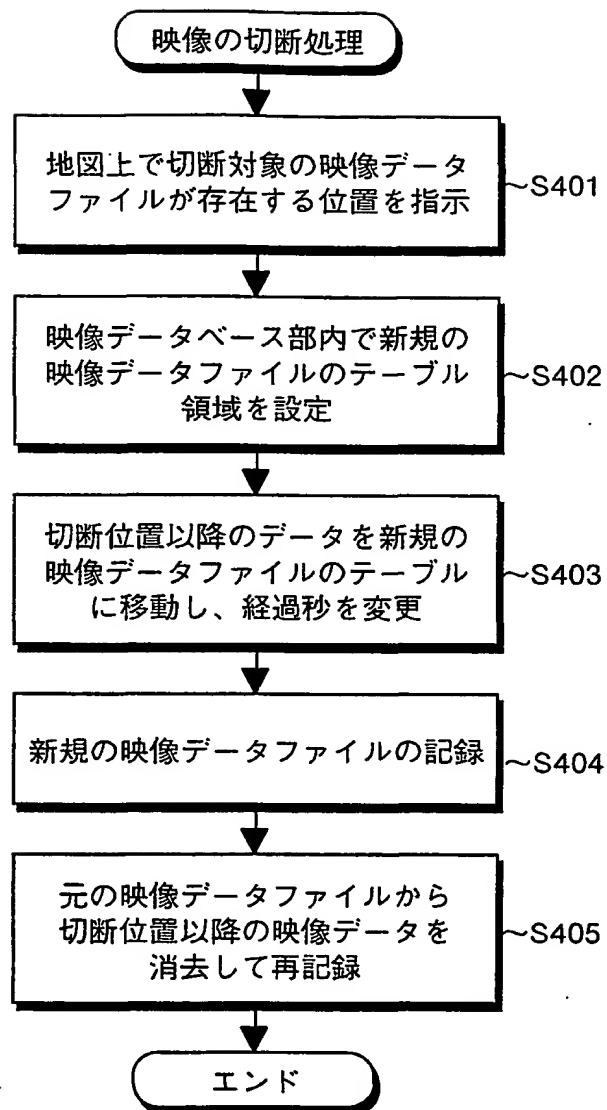 映像の切断処理
地図上で切断対象の映像データ
ファイルが存在する位置を指示
~S401
映像データベース部内で新規の
映像データファイルのテーブル
領域を設定
~S402
切断位置以降のデータを新規の
映像データファイルのテーブル
に移動し、経過秒を変更
~S403
新規の映像データファイルの記録
~S404
元の映像データファイルから
切断位置以降の映像データを
消去して再記録
~S405
エンド